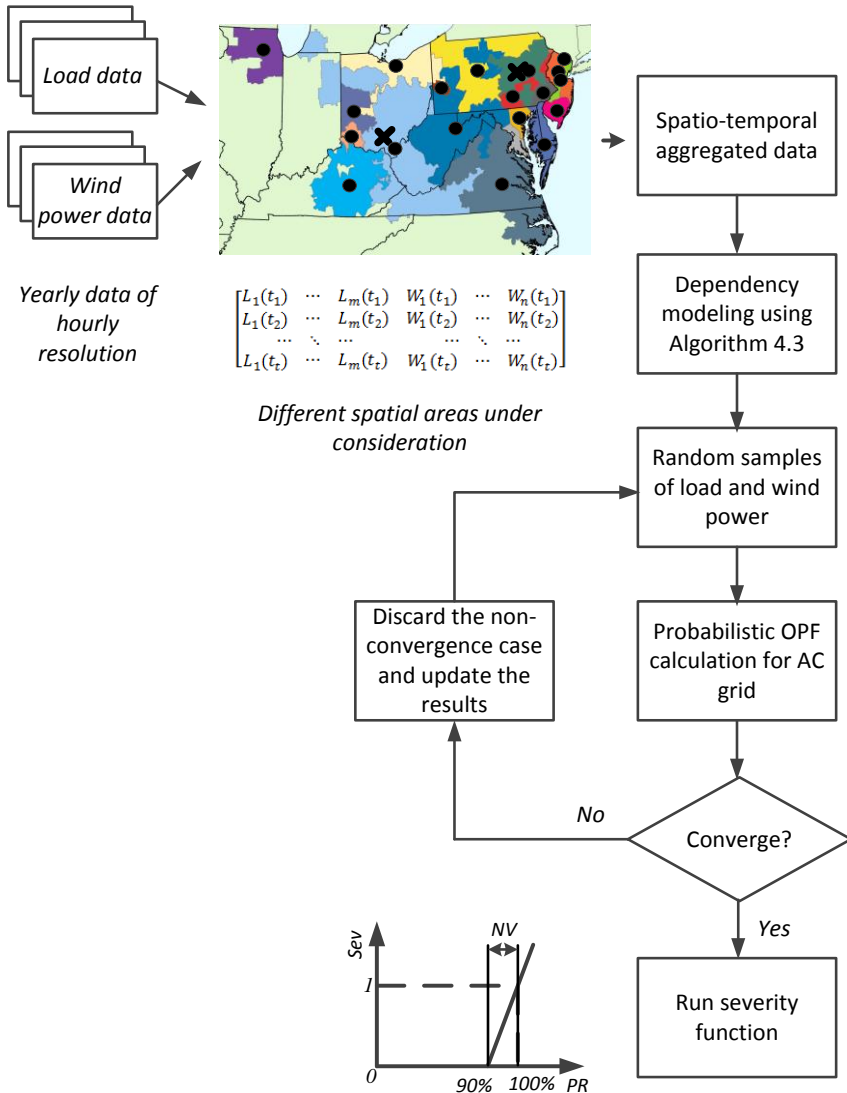 Load data
Wind
power data
Yearly data of
hourly
resolution
L₁(t₁) ⋯ Lₘ(t₁) W₁(t₁) ⋯ Wₙ(t₁)
L₁(t₂) ⋯ Lₘ(t₂) W₁(t₂) ⋯ Wₙ(t₂)
⋯ ⋱ ⋯ ⋯ ⋱ ⋯
L₁(tₜ) ⋯ Lₘ(tₜ) W₁(tₜ) ⋯ Wₙ(tₜ)
Different spatial areas under
consideration
Spatio-temporal
aggregated data
Dependency
modeling using
Algorithm 4.3
Random samples
of load and wind
power
Discard the non-
convergence case
and update the
results
Probabilistic OPF
calculation for AC
grid
Converge?
No
Yes
Run severity
function
Sev
NV
1
0
90% 100% PR